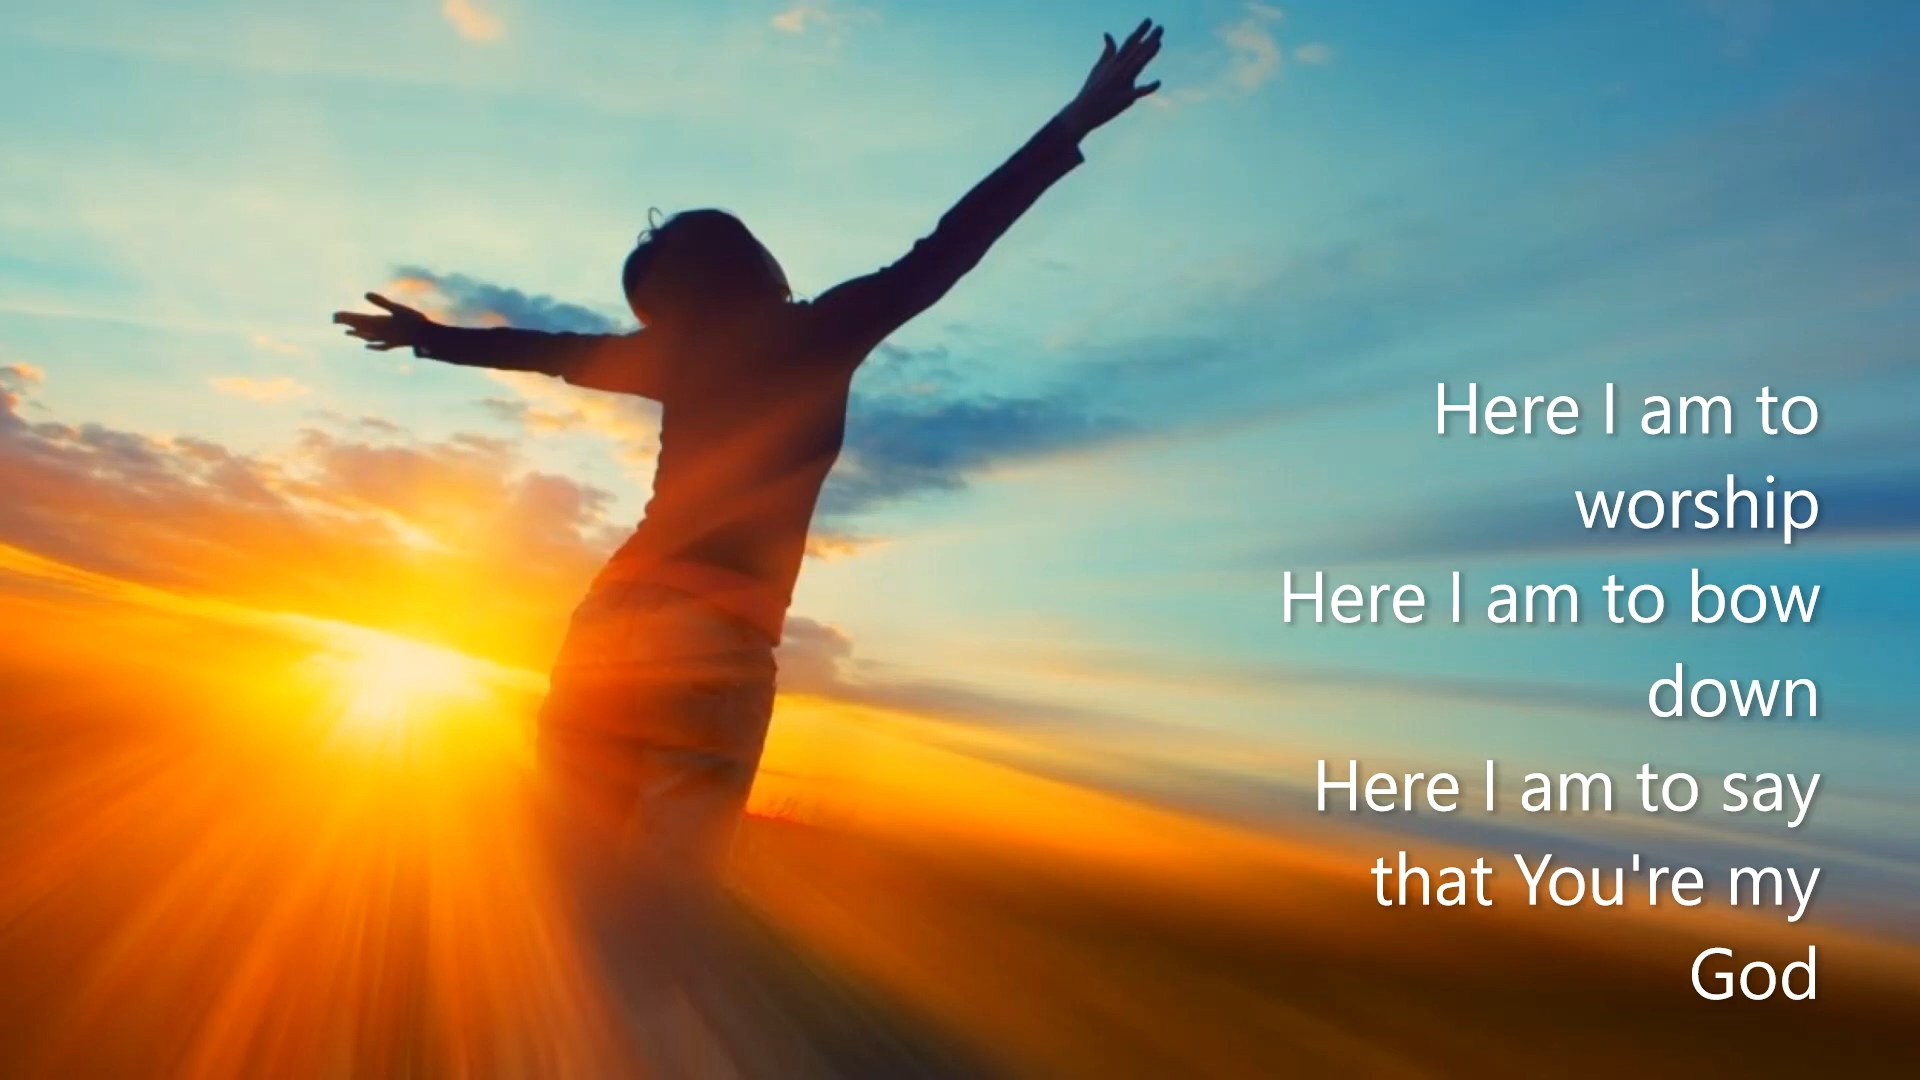 Here I am to
worship
Here I am to bow
down
Here I am to say
that You're my
God